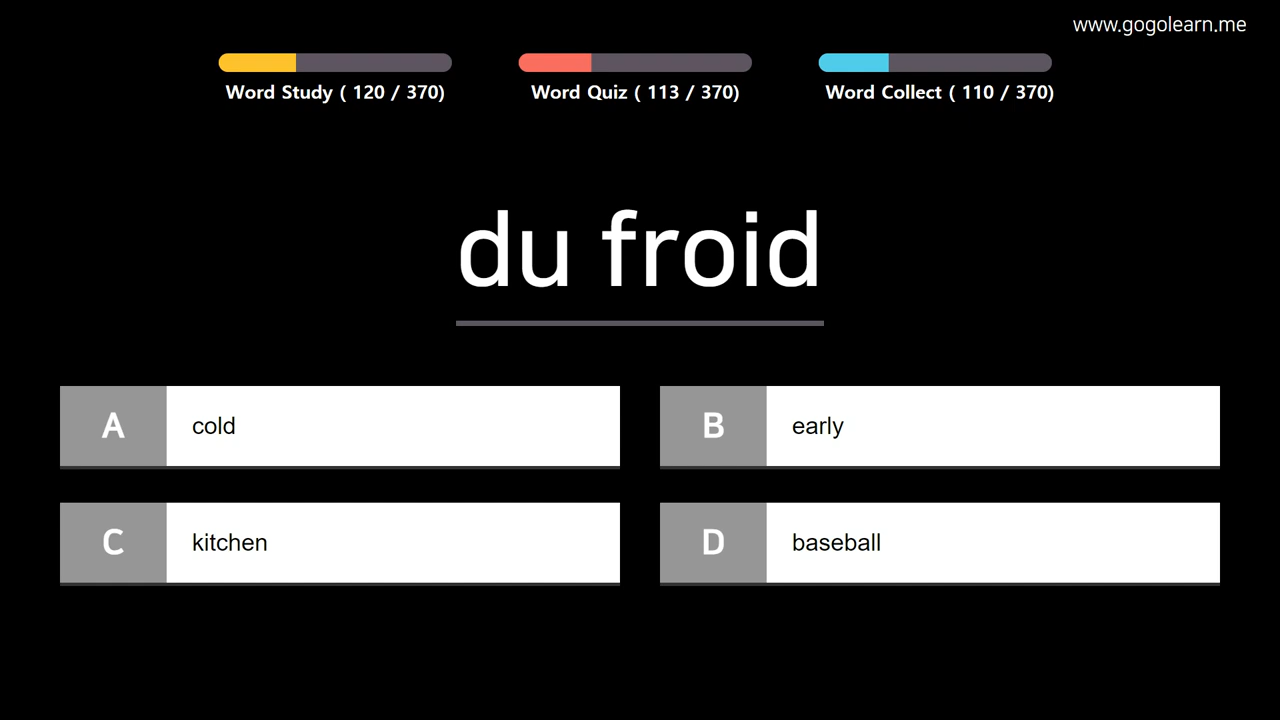 www.gogolearn.me
Word Study ( 120 / 370)
Word Quiz ( 113 / 370)
Word Collect ( 110 / 370)
du froid
A cold
B early
C kitchen
D baseball